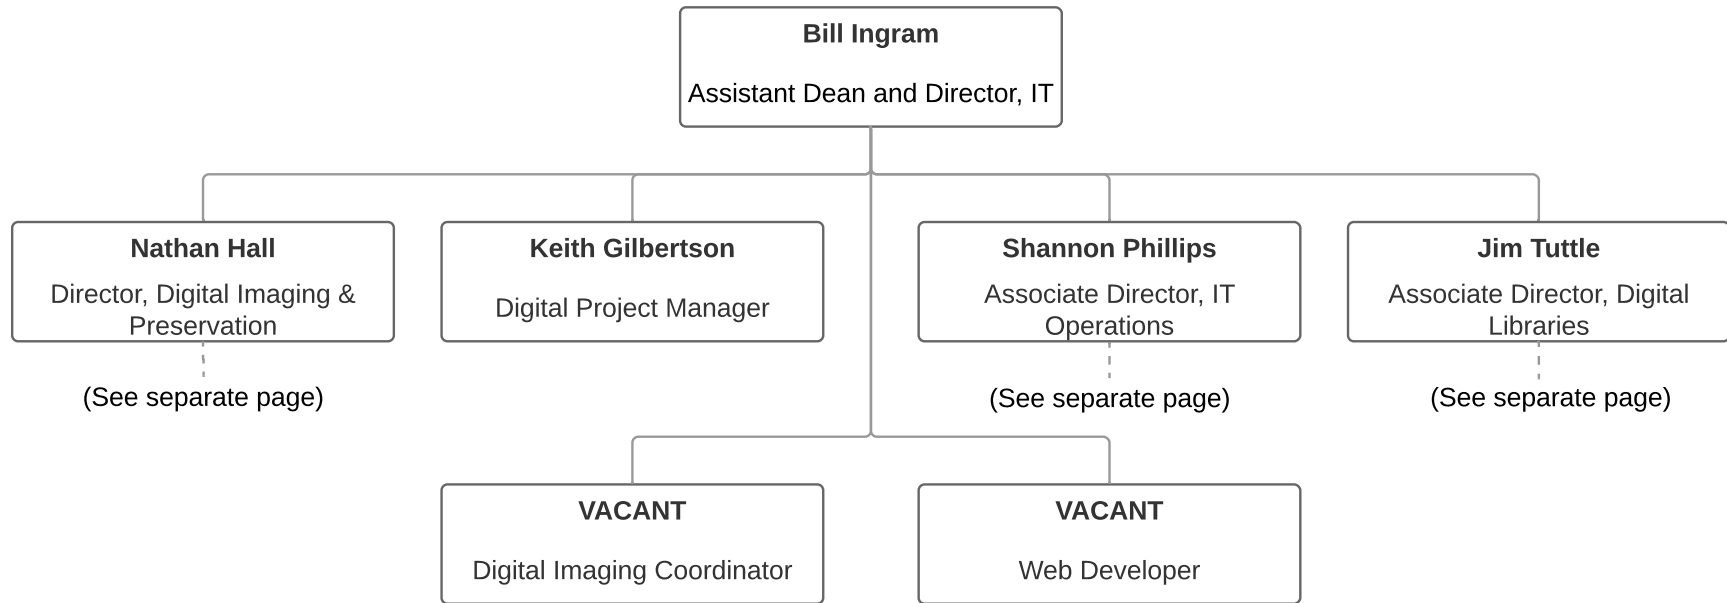 Bill Ingram
Assistant Dean and Director, IT
Nathan Hall
Director, Digital Imaging &
Preservation
(See separate page)
Keith Gilbertson
Digital Project Manager
Shannon Phillips
Associate Director, IT
Operations
(See separate page)
Jim Tuttle
Associate Director, Digital
Libraries
(See separate page)
VACANT
Digital Imaging Coordinator
VACANT
Web Developer